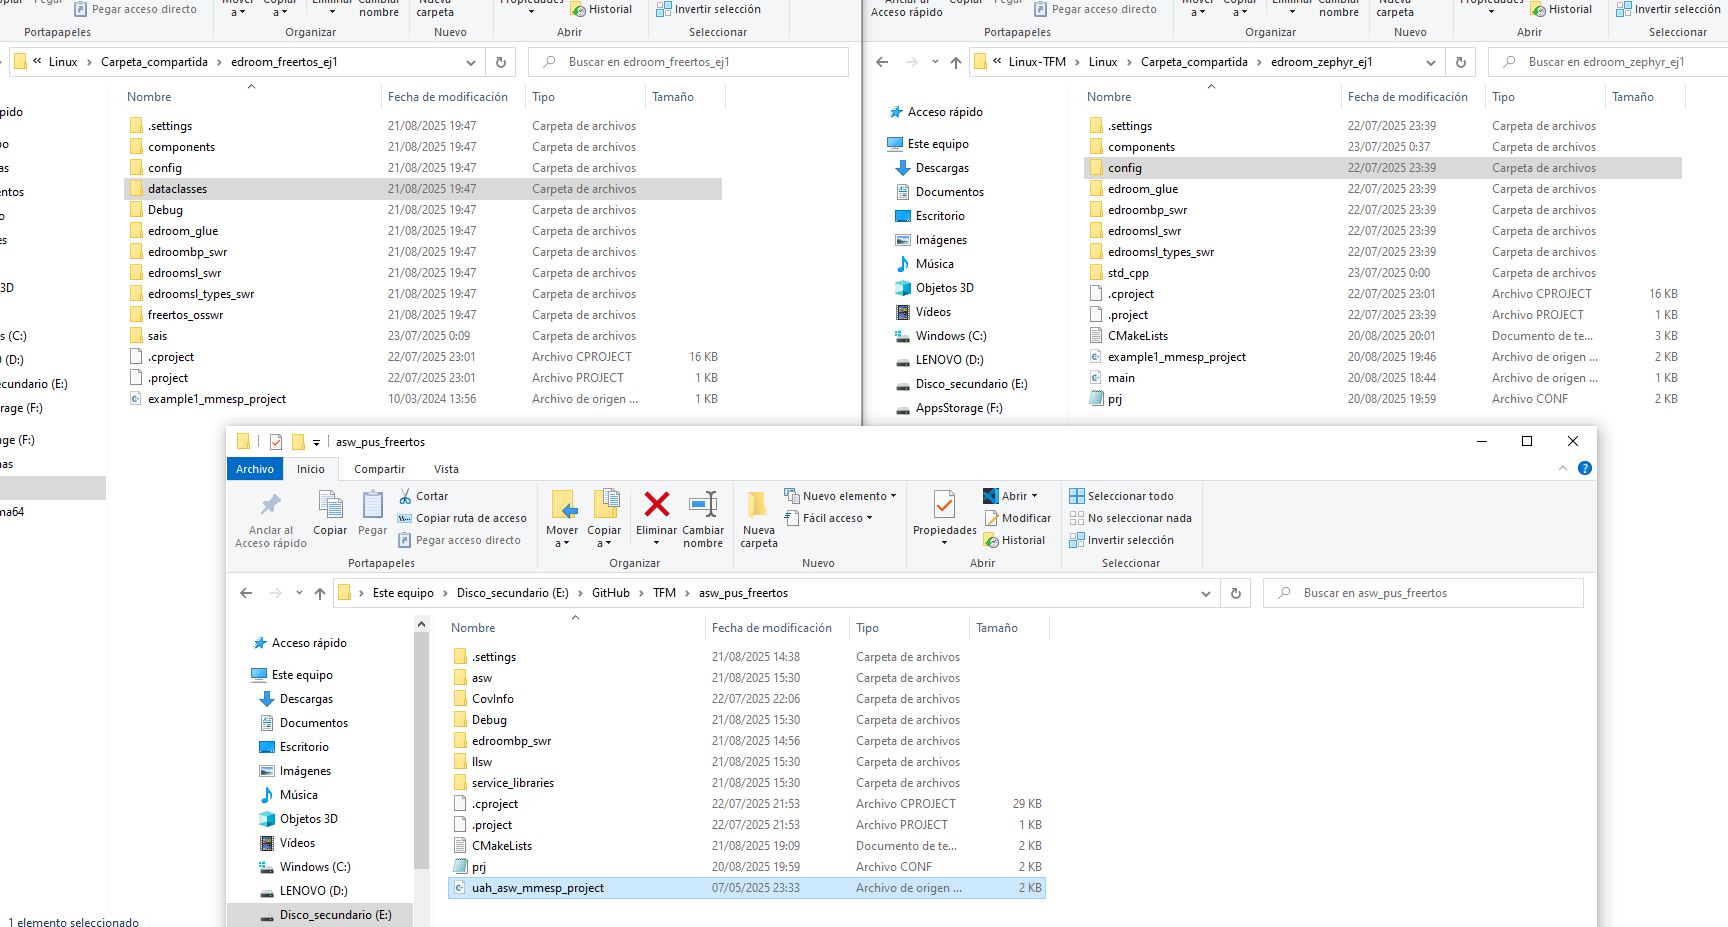 Acceso rápido
Pegar acceso directo
Mover a
Copiar a
Eliminar
Cambiar nombre
Nueva carpeta
Propiedades
Historial
Invertir selección
Portapapeles
Organizar
Nuevo
Abrir
Seleccionar
« Linux › Carpeta_compartida › edroom_freertos_ej1
Buscar en edroom_freertos_ej1
Nombre Fecha de modificación Tipo Tamaño
.settings 21/08/2025 19:47 Carpeta de archivos
components 21/08/2025 19:47 Carpeta de archivos
config 21/08/2025 19:47 Carpeta de archivos
dataclasses 21/08/2025 19:47 Carpeta de archivos
Debug 21/08/2025 19:47 Carpeta de archivos
edroom_glue 21/08/2025 19:47 Carpeta de archivos
edroombp_swr 21/08/2025 19:47 Carpeta de archivos
edroomsl_swr 21/08/2025 19:47 Carpeta de archivos
edroomsl_types_swr 21/08/2025 19:47 Carpeta de archivos
freertos_osswr 21/08/2025 19:47 Carpeta de archivos
sais 23/07/2025 0:09 Carpeta de archivos
.cproject 22/07/2025 23:01 Archivo CPROJECT 16 KB
.project 22/07/2025 23:01 Archivo PROJECT 1 KB
example1_mmesp_project 10/03/2024 13:56 Archivo de origen ... 1 KB
pido
3D
s (C:)
(D:)
ecundario (E:)
rage (F:)
ge (F:)
nas
na64
1 elemento seleccionado
Acceso rápido
Pegar acceso directo
nombre
carpeta
Historial
Invertir selección
Portapapeles
Organizar
Nuevo
Abrir
Seleccionar
« Linux-TFM › Linux › Carpeta_compartida › edroom_zephyr_ej1
Buscar en edroom_zephyr_ej1
Acceso rápido
Este equipo
Descargas
Documentos
Escritorio
Imágenes
Música
Objetos 3D
Vídeos
Windows (C:)
LENOVO (D:)
Disco_secundario (E:)
AppsStorage (F:)
Nombre Fecha de modificación Tipo Tamaño
.settings 22/07/2025 23:39 Carpeta de archivos
components 23/07/2025 0:37 Carpeta de archivos
config 22/07/2025 23:39 Carpeta de archivos
edroom_glue 22/07/2025 23:39 Carpeta de archivos
edroombp_swr 22/07/2025 23:39 Carpeta de archivos
edroomsl_swr 22/07/2025 23:39 Carpeta de archivos
edroomsl_types_swr 22/07/2025 23:39 Carpeta de archivos
std_cpp 23/07/2025 0:00 Carpeta de archivos
.cproject 22/07/2025 23:01 Archivo CPROJECT 16 KB
.project 22/07/2025 23:39 Archivo PROJECT 1 KB
CMakeLists 20/08/2025 20:01 Documento de te... 3 KB
example1_mmesp_project 20/08/2025 19:46 Archivo de origen ... 2 KB
main 20/08/2025 18:44 Archivo de origen ... 1 KB
prj 20/08/2025 19:59 Archivo CONF 2 KB
asw_pus_freertos
Archivo Inicio Compartir Vista
Anclar al Acceso rápido
Copiar
Pegar
Cortar
Copiar ruta de acceso
Pegar acceso directo
Portapapeles
Mover a
Copiar a
Eliminar
Cambiar nombre
Organizar
Nueva carpeta
Nuevo elemento
Fácil acceso
Nuevo
Propiedades
Abrir
Modificar
Historial
Abrir
Seleccionar todo
No seleccionar nada
Invertir selección
Seleccionar
› Este equipo › Disco_secundario (E:) › GitHub › TFM › asw_pus_freertos
Buscar en asw_pus_freertos
Acceso rápido
Este equipo
Descargas
Documentos
Escritorio
Imágenes
Música
Objetos 3D
Vídeos
Windows (C:)
LENOVO (D:)
Disco_secundario (E:)
Nombre Fecha de modificación Tipo Tamaño
.settings 21/08/2025 14:38 Carpeta de archivos
asw 21/08/2025 15:30 Carpeta de archivos
CovInfo 22/07/2025 22:06 Carpeta de archivos
Debug 21/08/2025 15:30 Carpeta de archivos
edroombp_swr 21/08/2025 14:56 Carpeta de archivos
llsw 21/08/2025 15:30 Carpeta de archivos
service_libraries 21/08/2025 15:30 Carpeta de archivos
.cproject 22/07/2025 21:53 Archivo CPROJECT 29 KB
.project 22/07/2025 21:53 Archivo PROJECT 1 KB
CMakeLists 21/08/2025 19:09 Documento de te... 2 KB
prj 20/08/2025 19:59 Archivo CONF 2 KB
uah_asw_mmesp_project 07/05/2025 23:33 Archivo de origen ... 2 KB